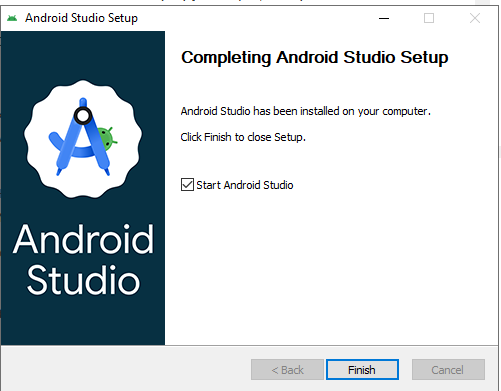 Android Studio Setup
Completing Android Studio Setup
Android Studio has been installed on your computer.
Click Finish to close Setup.
Start Android Studio
Android
Studio
< Back
Finish
Cancel